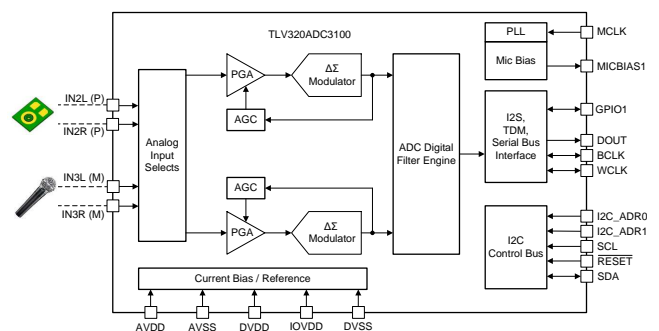 TLV320ADC3100
PLL
MCLK
Mic Bias
MICBIAS1
PGA
ΔΣ
Modulator
AGC
IN2L (P)
IN2R (P)
IN3L (M)
IN3R (M)
Analog
Input
Selects
ADC Digital
Filter Engine
I2S,
TDM,
Serial Bus
Interface
GPIO1
DOUT
BCLK
WCLK
AGC
PGA
ΔΣ
Modulator
I2C
Control Bus
I2C_ADR0
I2C_ADR1
SCL
RESET
SDA
Current Bias / Reference
AVDD
AVSS
DVDD
IOVDD
DVSS